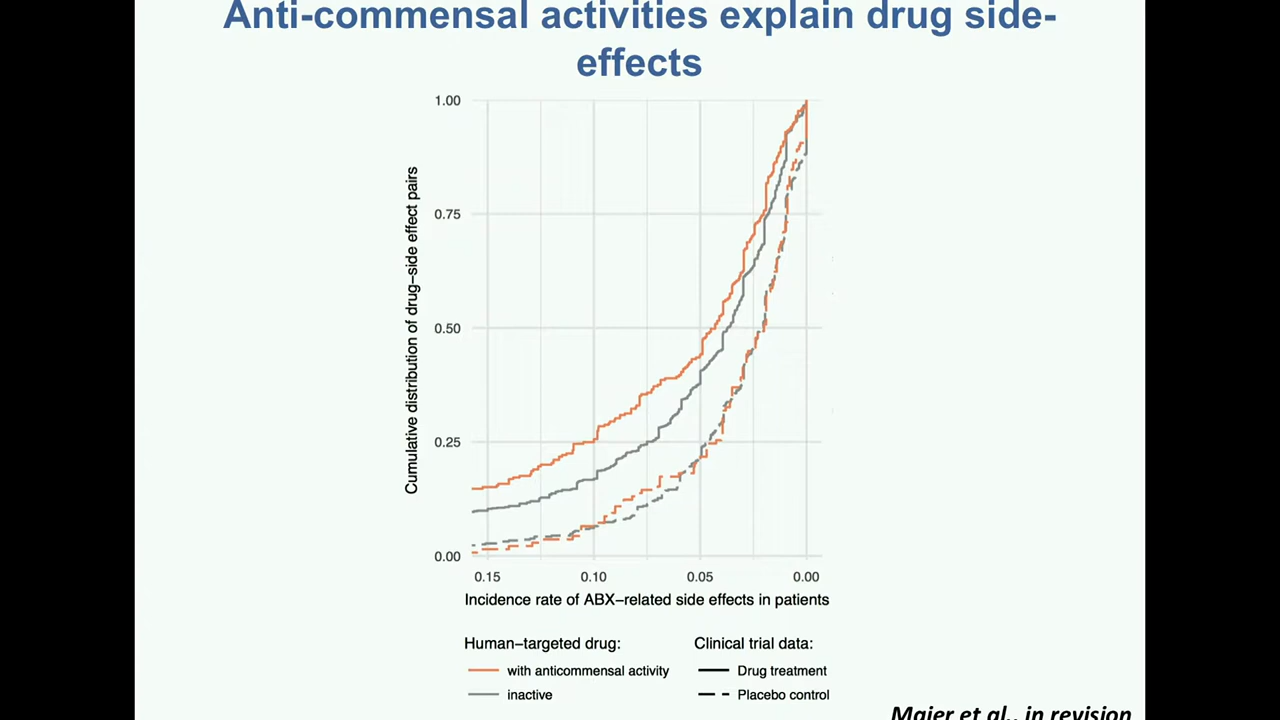 Anti-commensal activities explain drug side-
effects
Cumulative distribution of drug−side effect pairs
1.00
0.75
0.50
0.25
0.00
0.15 0.10 0.05 0.00
Incidence rate of ABX−related side effects in patients
Human−targeted drug:
with anticommensal activity
inactive
Clinical trial data:
Drug treatment
Placebo control
Maier et al., in revision